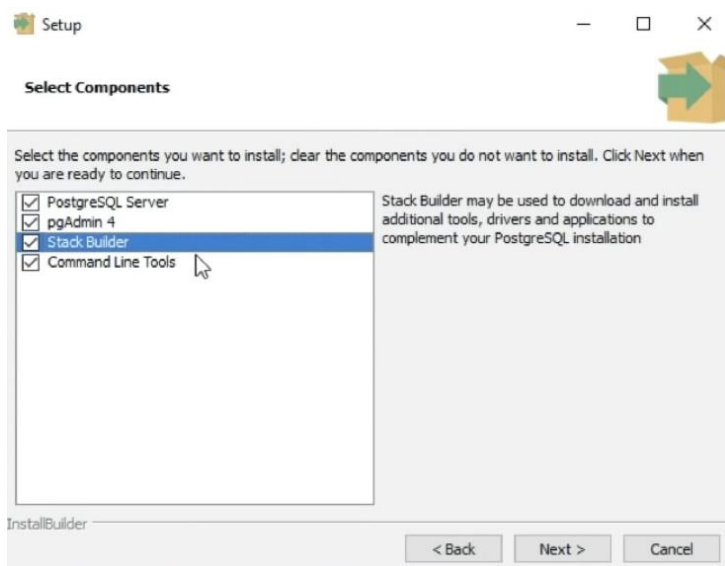 Setup
Select Components
Select the components you want to install; clear the components you do not want to install. Click Next when
you are ready to continue.
PostgreSQL Server
pgAdmin 4
Stack Builder
Command Line Tools
Stack Builder may be used to download and install
additional tools, drivers and applications to
complement your PostgreSQL installation
InstallBuilder
< Back
Next >
Cancel